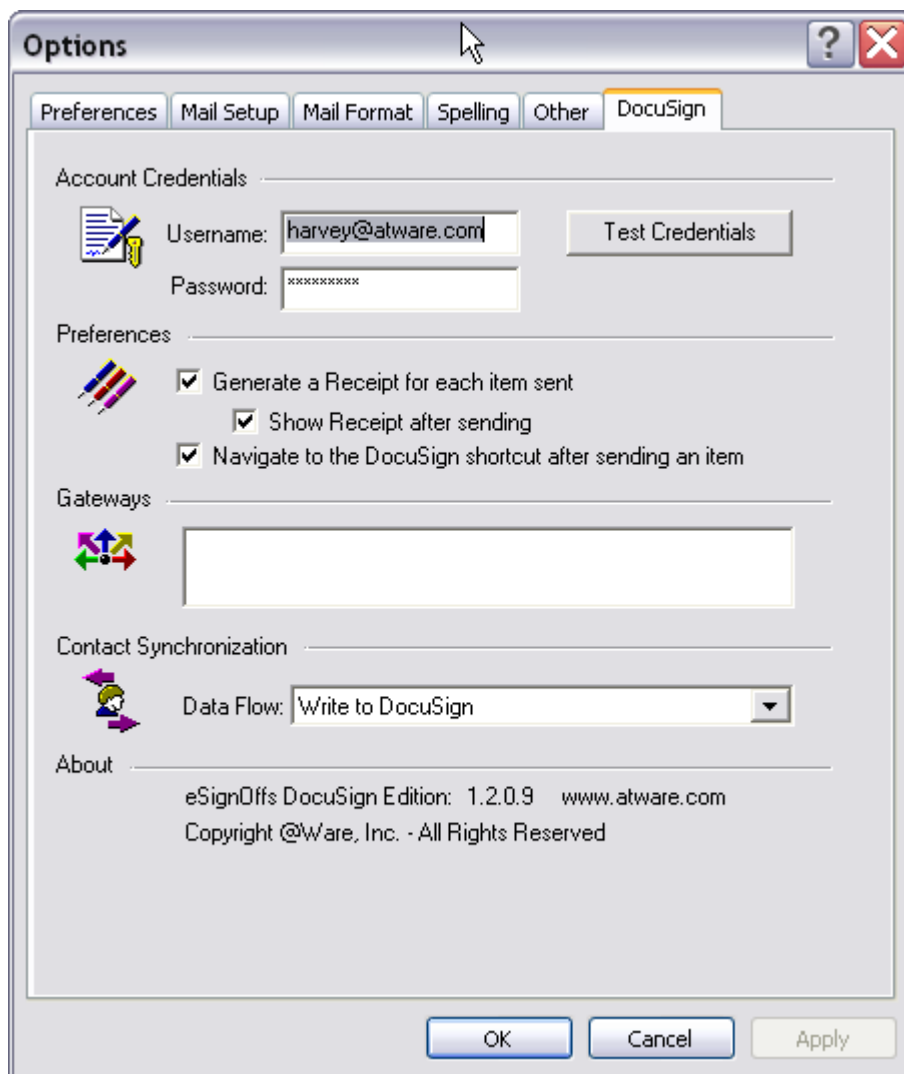 Options
Preferences Mail Setup Mail Format Spelling Other DocuSign
Account Credentials
Username: harvey@atware.com Test Credentials
Password: *********
Preferences
Generate a Receipt for each item sent
Show Receipt after sending
Navigate to the DocuSign shortcut after sending an item
Gateways
Contact Synchronization
Data Flow: Write to DocuSign
About
eSignOffs DocuSign Edition: 1.2.0.9 www.atware.com
Copyright @Ware, Inc. - All Rights Reserved
OK Cancel Apply